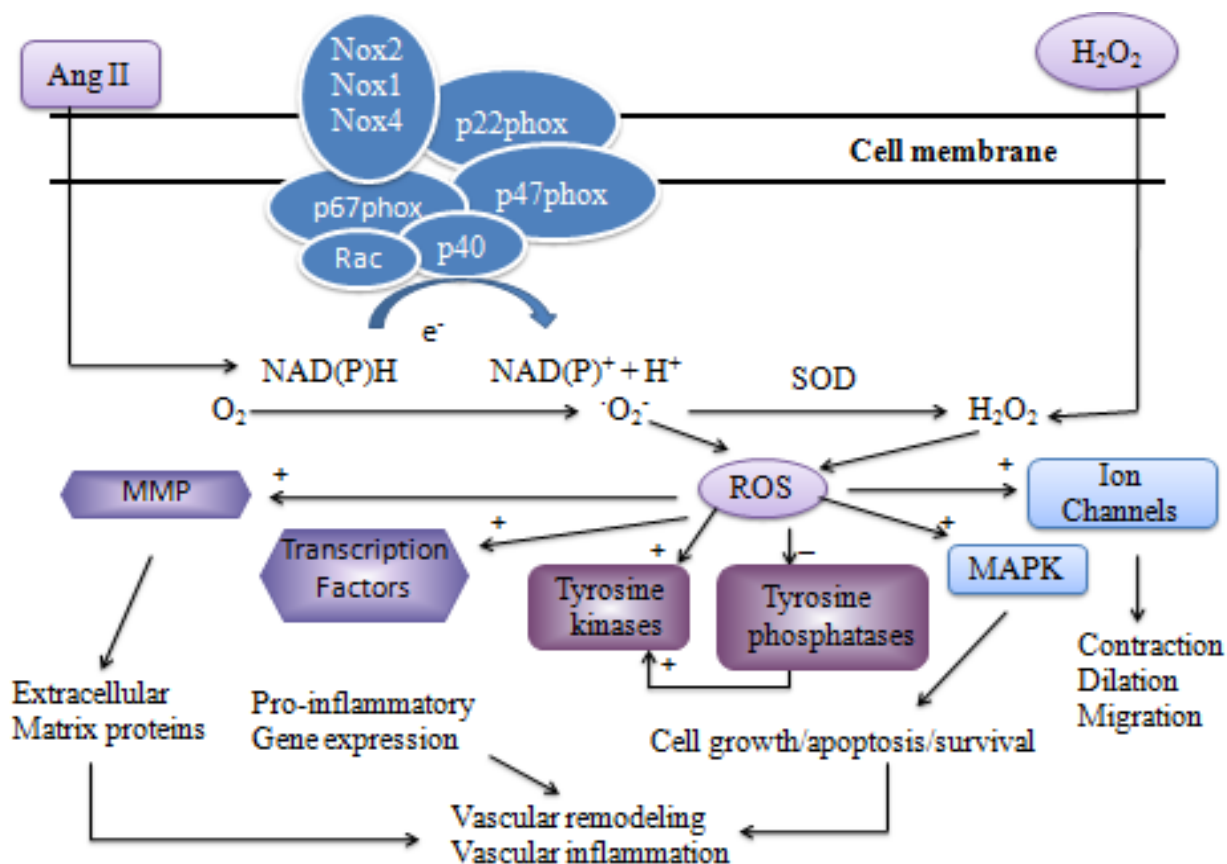 Ang II
Nox2
Nox1
Nox4
p22phox
H₂O₂
Cell membrane
p67phox
p47phox
Rac
p40
e⁻
NAD(P)H
NAD(P)⁺ + H⁺
SOD
O₂
·O₂⁻
H₂O₂
MMP
+
ROS
+
Ion
Channels
+
Transcription
Factors
+
–
+
MAPK
Tyrosine
kinases
Tyrosine
phosphatases
+
Contraction
Dilation
Migration
Extracellular
Matrix proteins
Pro-inflammatory
Gene expression
Cell growth/apoptosis/survival
Vascular remodeling
Vascular inflammation